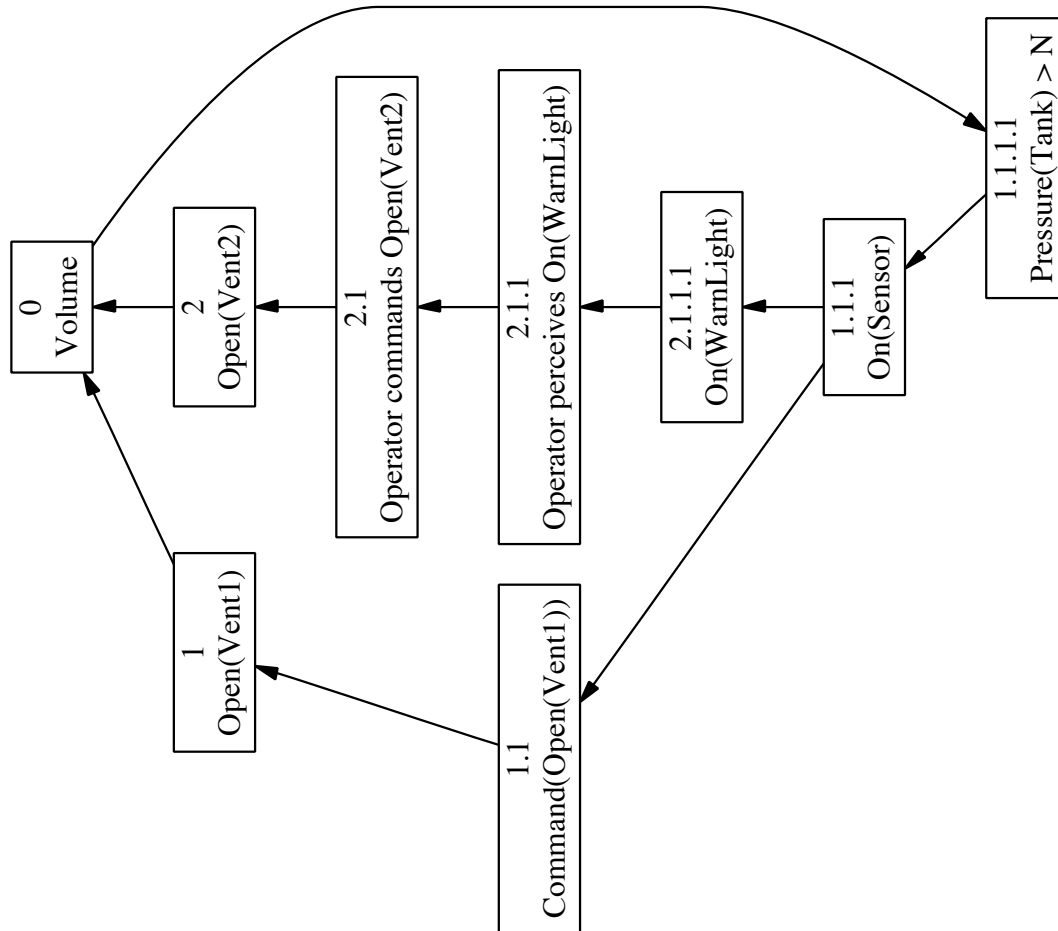 0
Volume
1
Open(Vent1)
2
Open(Vent2)
2.1
Operator commands Open(Vent2)
1.1
Command(Open(Vent1))
2.1.1
Operator perceives On(WarnLight)
2.1.1.1
On(WarnLight)
1.1.1
On(Sensor)
1.1.1.1
Pressure(Tank) > N